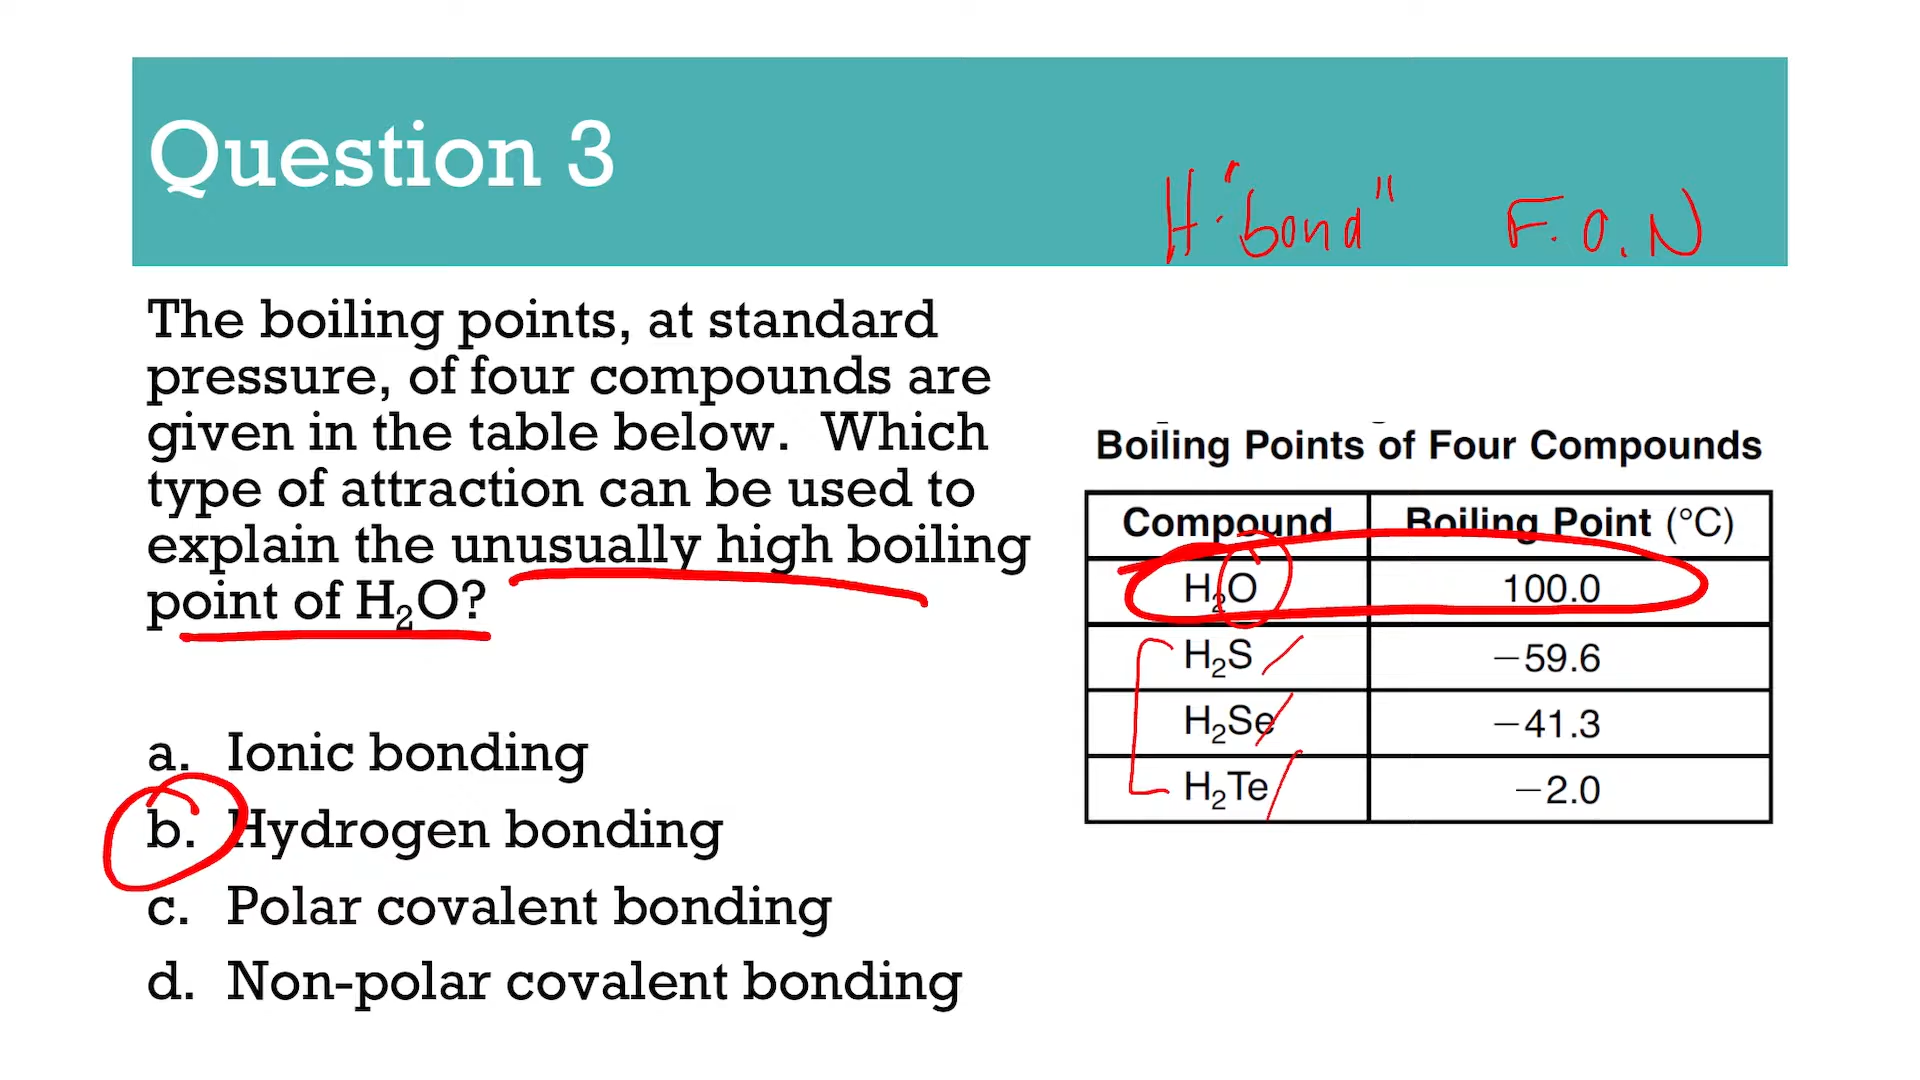 Question 3
H·"bond" F.O.N
The boiling points, at standard
pressure, of four compounds are
given in the table below. Which
type of attraction can be used to
explain the unusually high boiling
point of H₂O?
a. Ionic bonding
b. Hydrogen bonding
c. Polar covalent bonding
d. Non-polar covalent bonding
Boiling Points of Four Compounds
Compound Boiling Point (°C)
H₂O 100.0
H₂S −59.6
H₂Se −41.3
H₂Te −2.0